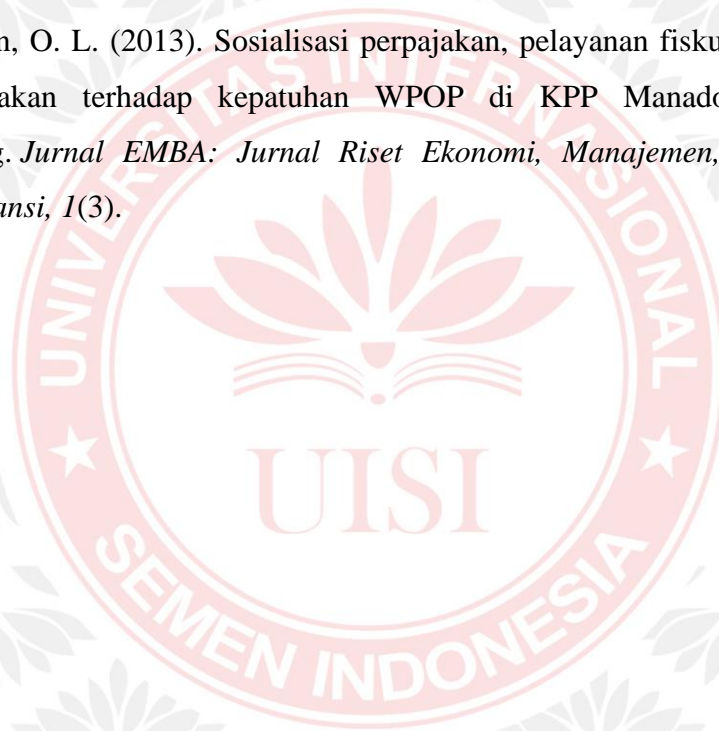 n, O. L. (2013). Sosialisasi perpajakan, pelayanan fisku
akan terhadap kepatuhan WPOP di KPP Manado
g. Jurnal EMBA: Jurnal Riset Ekonomi, Manajemen,
ansi, 1(3).
UNIVERSITAS INTERNASIONAL
UISI
SEMEN INDONESIA